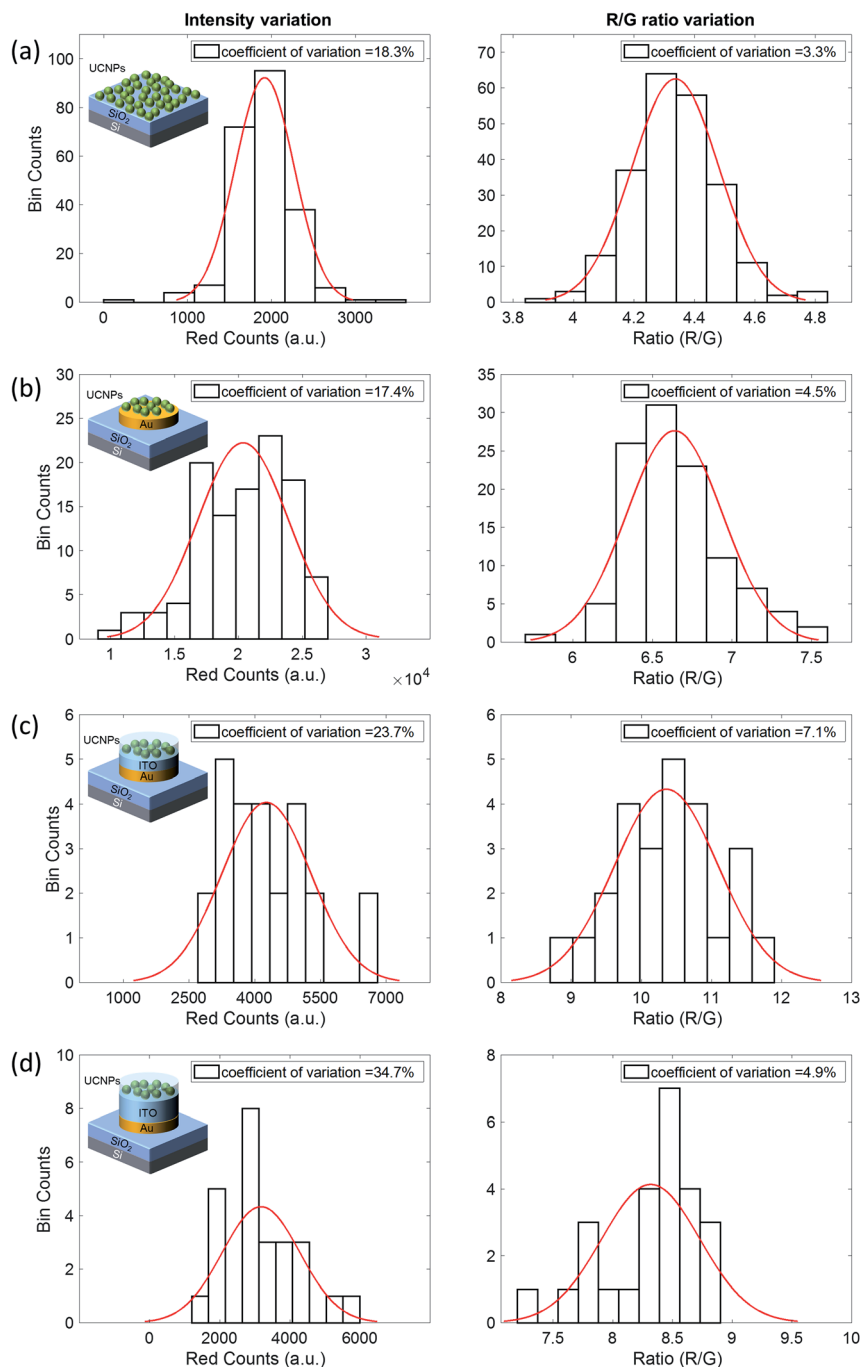 Intensity variation
R/G ratio variation
(a)
coefficient of variation =18.3%
UCNPs
SiO2
Si
100
80
60
40
20
0
Bin Counts
0 1000 2000 3000
Red Counts (a.u.)
coefficient of variation =3.3%
70
60
50
40
30
20
10
0
3.8 4 4.2 4.4 4.6 4.8
Ratio (R/G)
(b)
coefficient of variation =17.4%
UCNPs
Au
SiO2
Si
30
25
20
15
10
5
0
Bin Counts
1 1.5 2 2.5 3 3.5
×10^4
Red Counts (a.u.)
coefficient of variation =4.5%
35
30
25
20
15
10
5
0
6 6.5 7 7.5
Ratio (R/G)
(c)
coefficient of variation =23.7%
UCNPs
ITO
Au
SiO2
Si
6
5
4
3
2
1
0
Bin Counts
1000 2500 4000 5500 7000
Red Counts (a.u.)
coefficient of variation =7.1%
6
5
4
3
2
1
0
8 9 10 11 12 13
Ratio (R/G)
(d)
coefficient of variation =34.7%
UCNPs
ITO
Au
SiO2
Si
10
8
6
4
2
0
Bin Counts
0 2000 4000 6000
Red Counts (a.u.)
coefficient of variation =4.9%
8
6
4
2
0
7.5 8 8.5 9 9.5 10
Ratio (R/G)